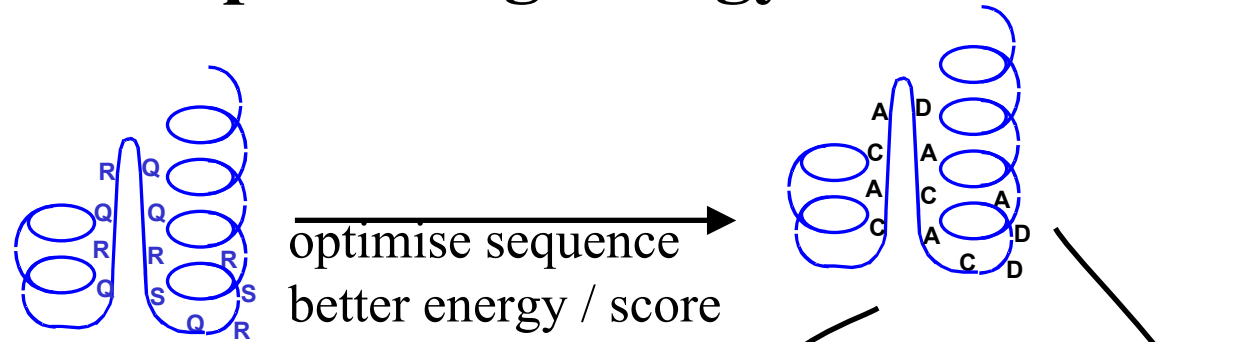 R Q
Q Q
R R R
Q S S
Q R
optimise sequence
better energy / score
A D
C A
A C A
C A D
C D